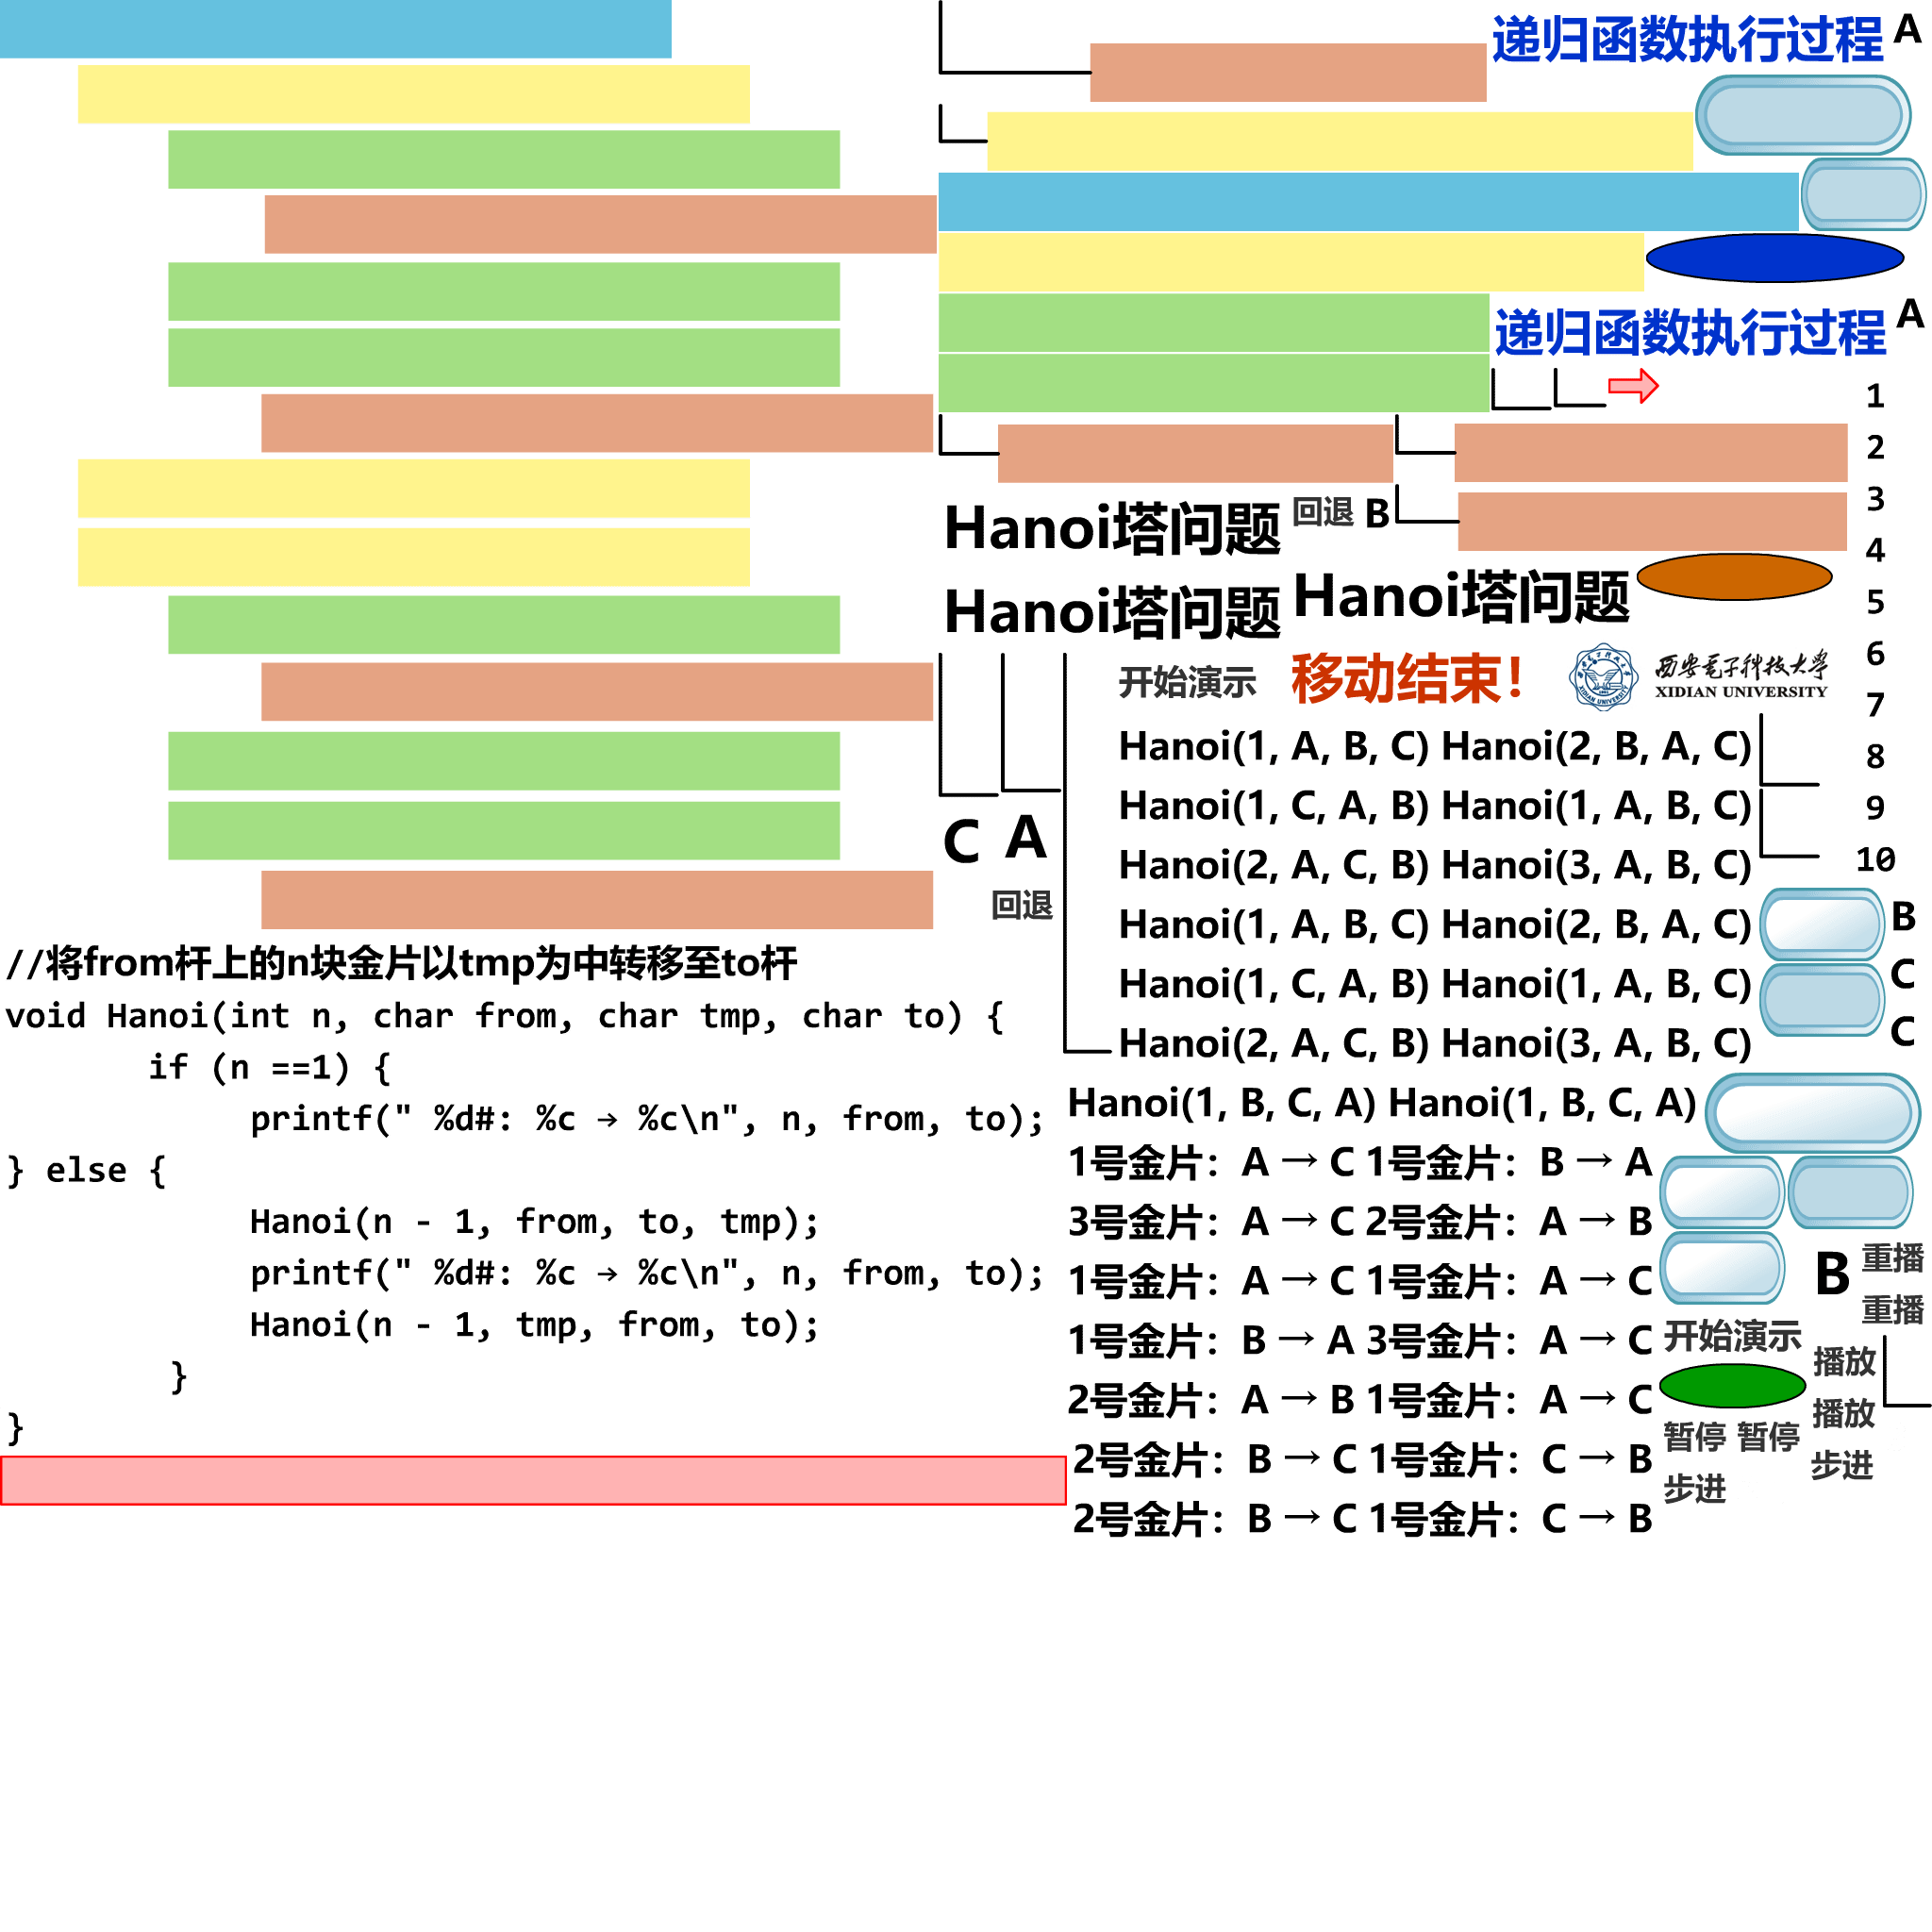 递归函数执行过程 A
递归函数执行过程 A
1
2
3
4
5
6
7
8
9
10
Hanoi塔问题
回退 B
Hanoi塔问题
Hanoi塔问题
开始演示
移动结束！
西安电子科技大学
XIDIAN UNIVERSITY
Hanoi(1, A, B, C) Hanoi(2, B, A, C)
Hanoi(1, C, A, B) Hanoi(1, A, B, C)
C A
Hanoi(2, A, C, B) Hanoi(3, A, B, C)
回退
Hanoi(1, A, B, C) Hanoi(2, B, A, C)
B
Hanoi(1, C, A, B) Hanoi(1, A, B, C)
C
Hanoi(2, A, C, B) Hanoi(3, A, B, C)
C
//将from杆上的n块金片以tmp为中转移至to杆
void Hanoi(int n, char from, char tmp, char to) {
if (n ==1) {
printf(" %d#: %c → %c\n", n, from, to);
} else {
Hanoi(n - 1, from, to, tmp);
printf(" %d#: %c → %c\n", n, from, to);
Hanoi(n - 1, tmp, from, to);
}
}
Hanoi(1, B, C, A) Hanoi(1, B, C, A)
1号金片：A → C 1号金片：B → A
3号金片：A → C 2号金片：A → B
1号金片：A → C 1号金片：A → C
1号金片：B → A 3号金片：A → C
2号金片：A → B 1号金片：A → C
2号金片：B → C 1号金片：C → B
2号金片：B → C 1号金片：C → B
B
重播
重播
开始演示
播放
播放
暂停 暂停
步进
步进